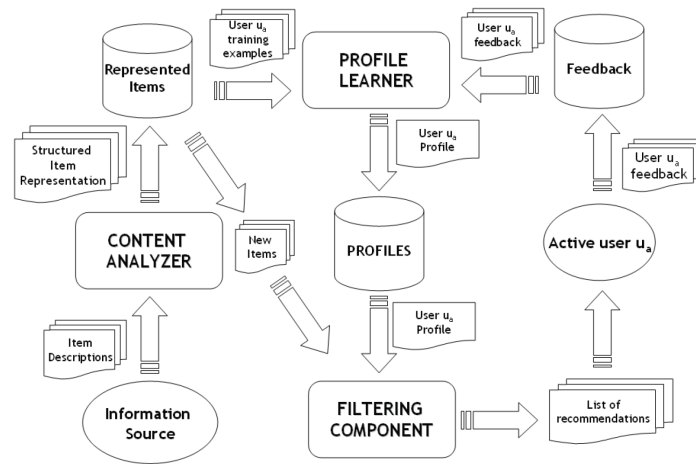 User uₐ
training
examples
PROFILE
LEARNER
User uₐ
feedback
Represented
Items
Feedback
Structured
Item
Representation
User uₐ
Profile
User uₐ
feedback
CONTENT
ANALYZER
New
Items
PROFILES
Active user uₐ
Item
Descriptions
User uₐ
Profile
Information
Source
FILTERING
COMPONENT
List of
recommendations